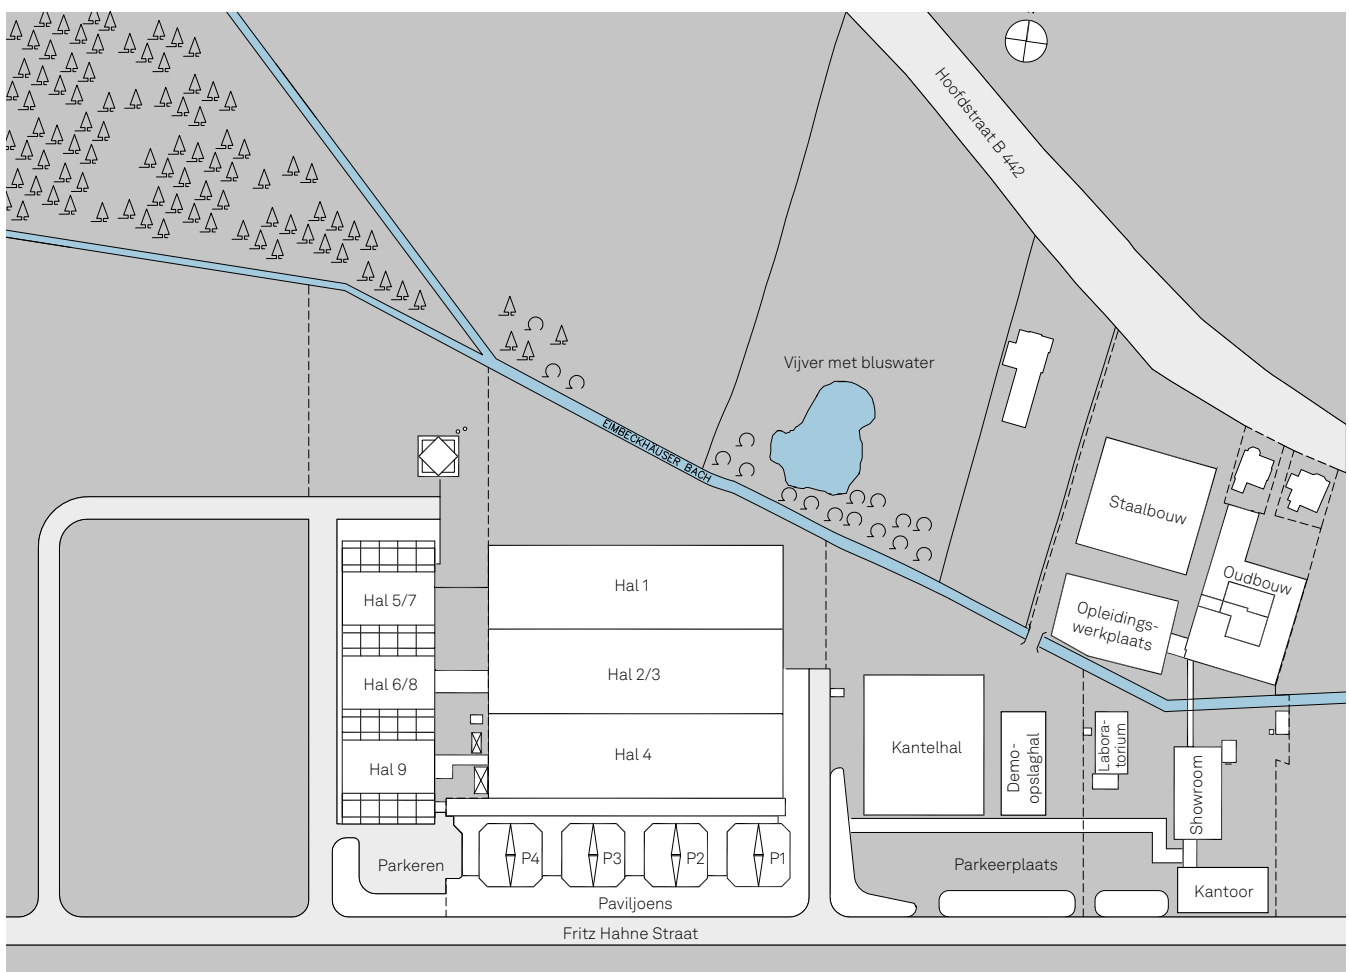 Hoofdstraat B 442
Vijver met bluswater
EIMBECKHÄUSER BACH
Staalbouw
Oudbouw
Opleidings-
werkplaats
Hal 5/7
Hal 1
Hal 6/8
Hal 2/3
Hal 9
Hal 4
Kantelhal
Demo-
opslaghal
Labora-
torium
Showroom
Parkeren
P4
P3
P2
P1
Parkeerplaats
Kantoor
Paviljoens
Fritz Hahne Straat